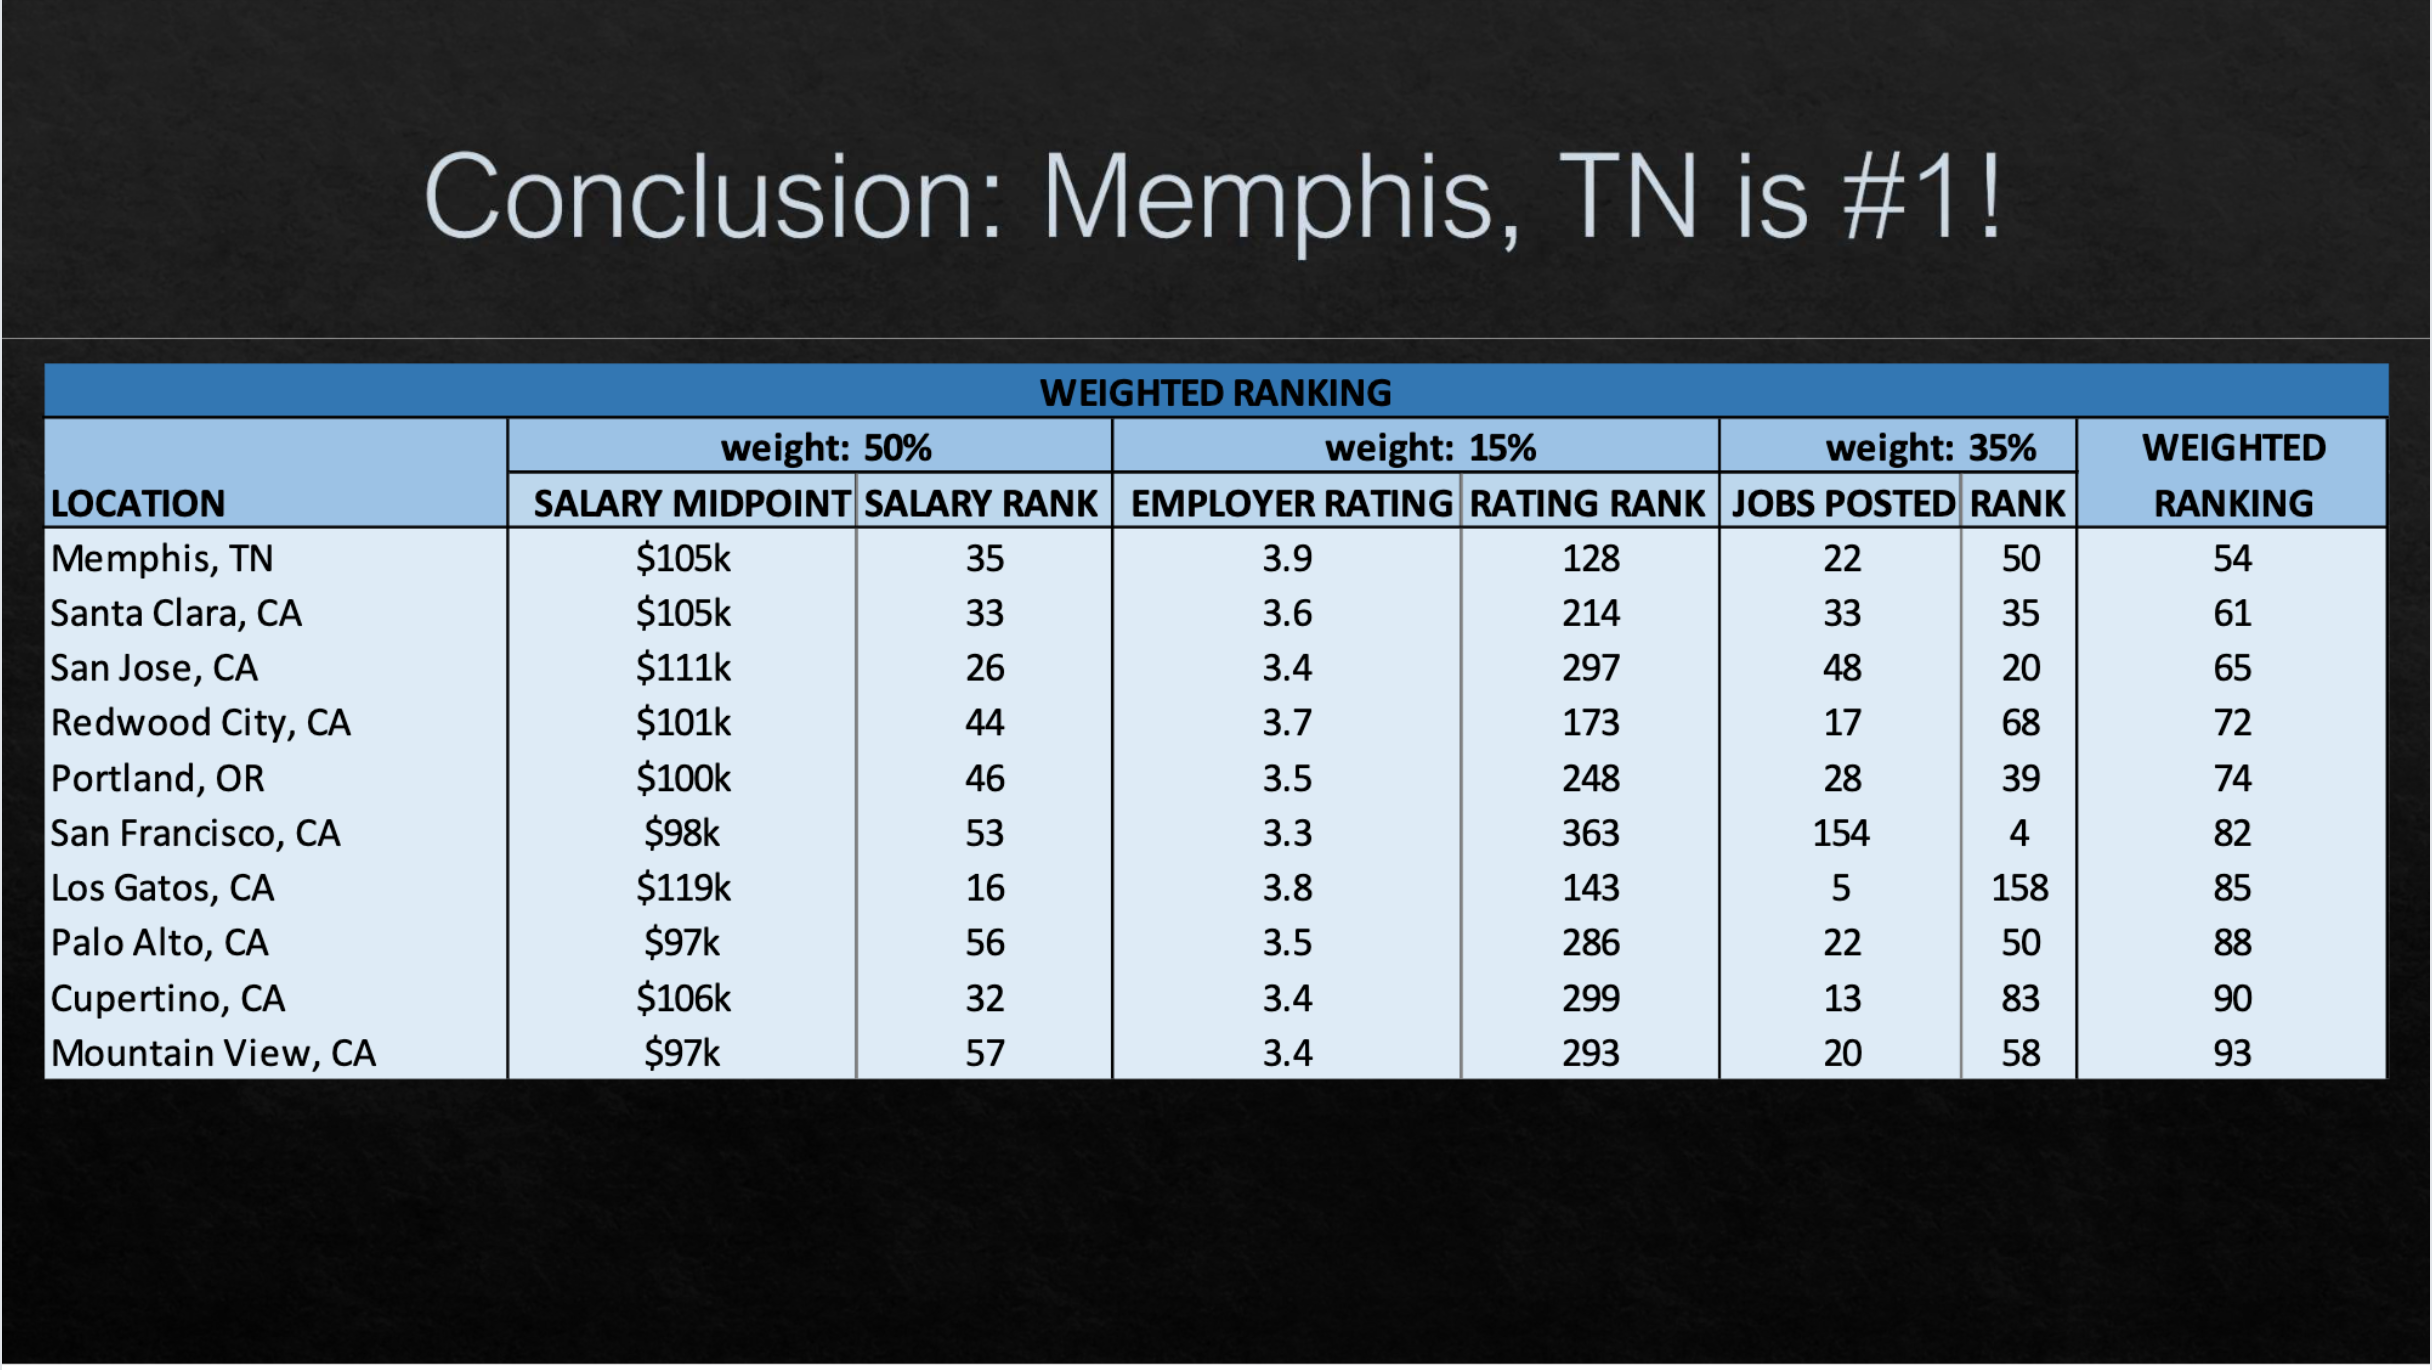 Conclusion: Memphis, TN is #1!
WEIGHTED RANKING
weight: 50% weight: 15% weight: 35% WEIGHTED
LOCATION SALARY MIDPOINT SALARY RANK EMPLOYER RATING RATING RANK JOBS POSTED RANK RANKING
Memphis, TN $105k 35 3.9 128 22 50 54
Santa Clara, CA $105k 33 3.6 214 33 35 61
San Jose, CA $111k 26 3.4 297 48 20 65
Redwood City, CA $101k 44 3.7 173 17 68 72
Portland, OR $100k 46 3.5 248 28 39 74
San Francisco, CA $98k 53 3.3 363 154 4 82
Los Gatos, CA $119k 16 3.8 143 5 158 85
Palo Alto, CA $97k 56 3.5 286 22 50 88
Cupertino, CA $106k 32 3.4 299 13 83 90
Mountain View, CA $97k 57 3.4 293 20 58 93